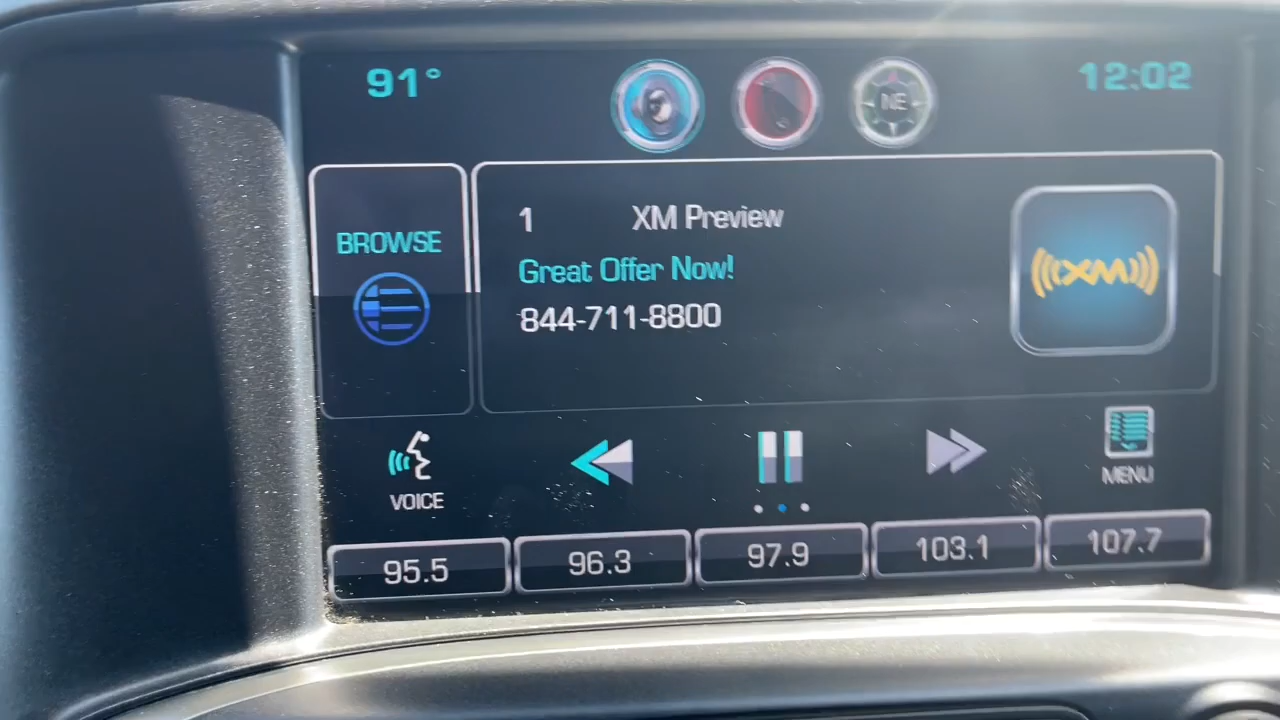 91°
NE
12:02
BROWSE
1 XM Preview
Great Offer Now!
844-711-8800
((XM))
VOICE
MENU
95.5
96.3
97.9
103.1
107.7